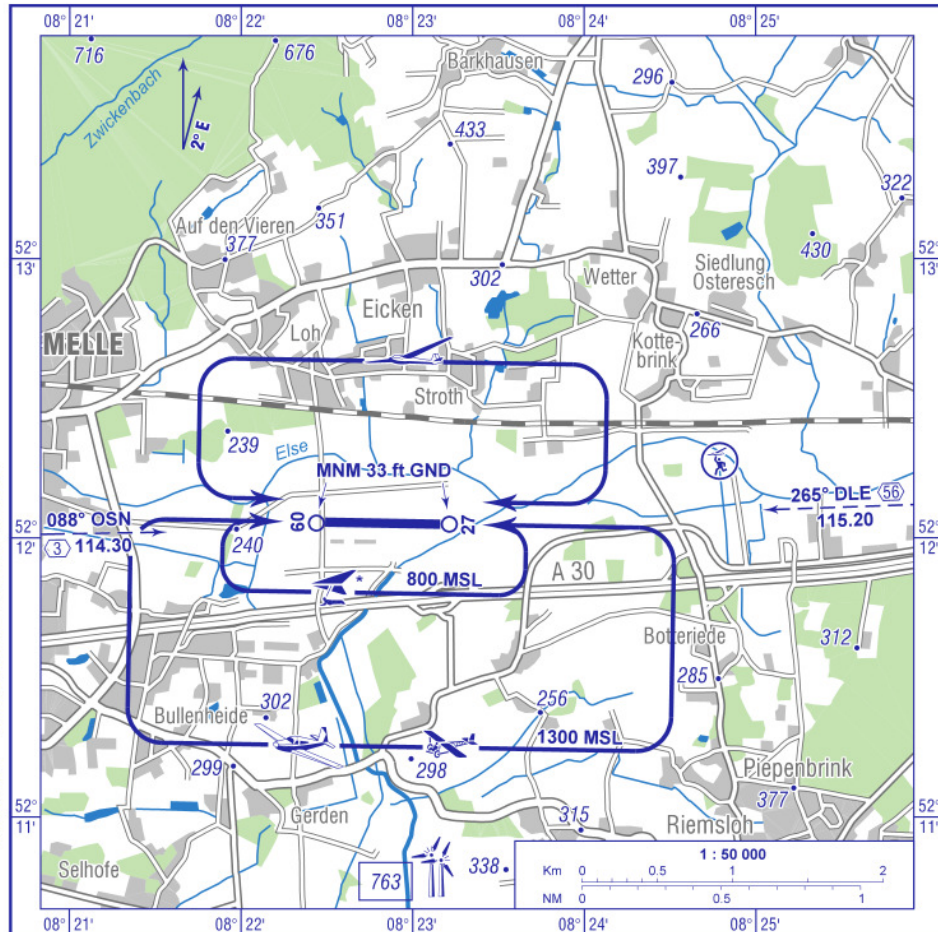 08° 21' 08° 22' 08° 23' 08° 24' 08° 25'
716
676
Barkhausen
296
Zwickenbach
2° E
433
397
322
Auf den Vieren
351
430
52°
13'
377
302
Wetter
Siedlung
Osteresch
52°
13'
Eicken
266
Loh
MELLE
Kotte-
brink
Stroth
239
Else
MNM 33 ft GND
265° DLE 56
115.20
088° OSN
3 114.30
240
09
27
52°
12'
52°
12'
*
800 MSL
A 30
Botteriede
312
285
256
302
Bullenheide
1300 MSL
299
298
Piepenbrink
377
52°
11'
Gerden
315
Riemsloh
52°
11'
Selhofe
763
338
1 : 50 000
Km 0 0.5 1 2
NM 0 0.5 1
08° 21' 08° 22' 08° 23' 08° 24' 08° 25'